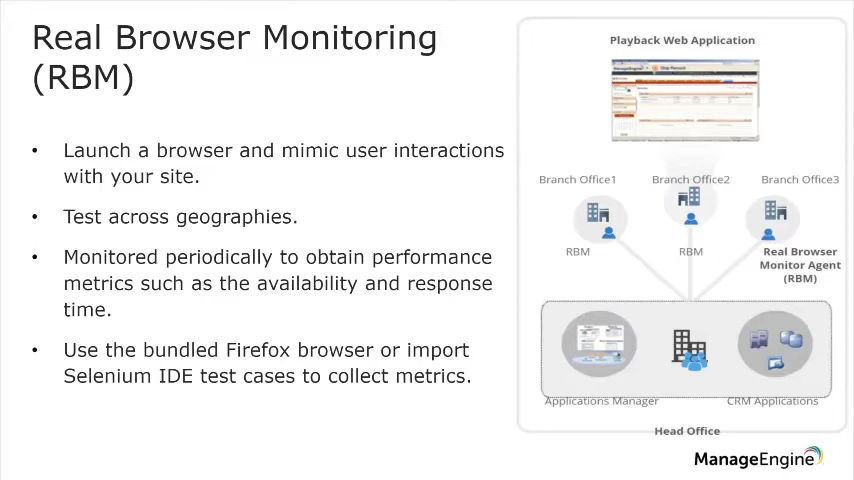 Real Browser Monitoring
(RBM)
• Launch a browser and mimic user interactions
with your site.
• Test across geographies.
• Monitored periodically to obtain performance
metrics such as the availability and response
time.
• Use the bundled Firefox browser or import
Selenium IDE test cases to collect metrics.
Playback Web Application
Branch Office1
Branch Office2
Branch Office3
RBM
RBM
Real Browser
Monitor Agent
(RBM)
Applications Manager
CRM Applications
Head Office
ManageEngine